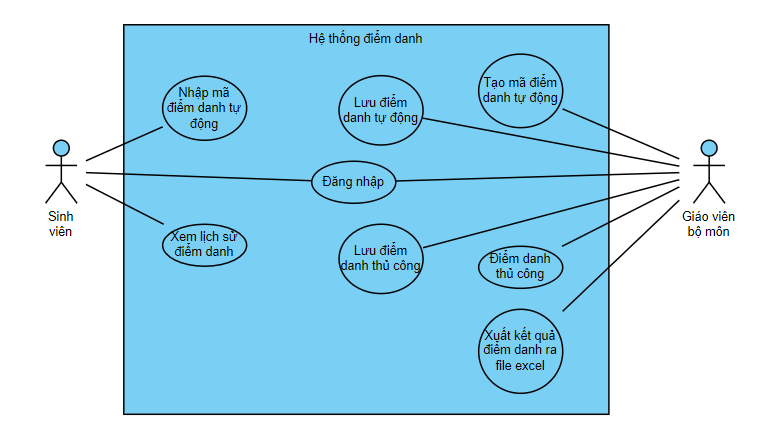 Hệ thống điểm danh
Nhập mã
điểm danh tự
động
Lưu điểm
danh tự động
Tạo mã điểm
danh tự động
Đăng nhập
Sinh
viên
Giáo viên
bộ môn
Xem lịch sử
điểm danh
Lưu điểm
danh thủ công
Điểm danh
thủ công
Xuất kết quả
điểm danh ra
file excel